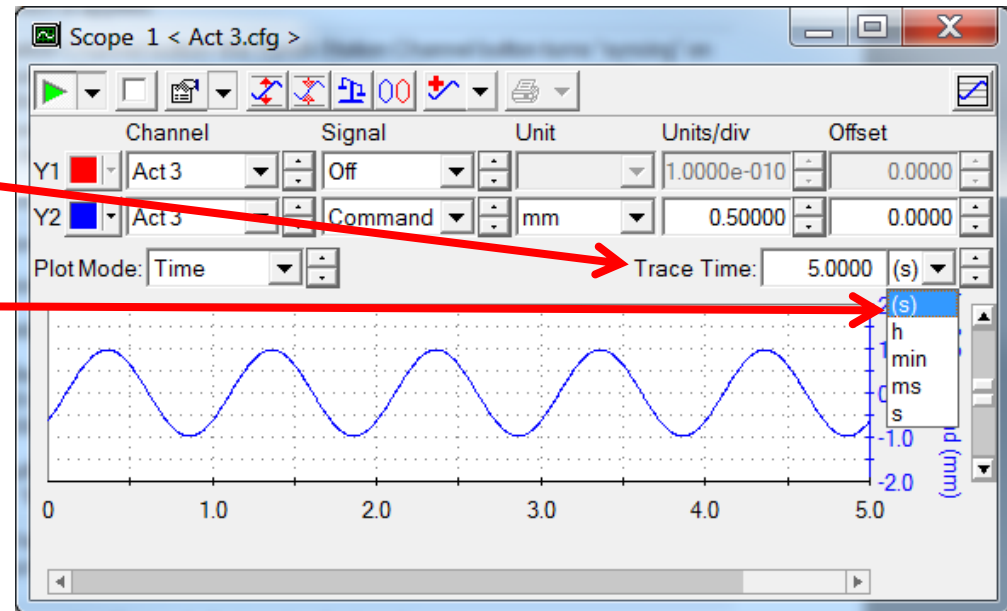 Scope 1 < Act 3.cfg >
Channel Signal Unit Units/div Offset
Y1 Act 3 Off 1.0000e-010 0.0000
Y2 Act 3 Command mm 0.50000 0.0000
Plot Mode: Time Trace Time: 5.0000 (s)
(s)
h
min
ms
s
-1.0
-2.0
(mm)
0 1.0 2.0 3.0 4.0 5.0